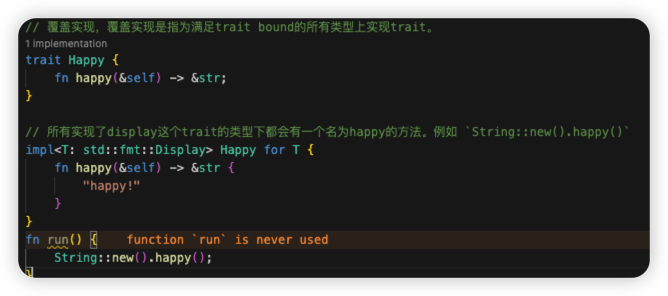 // 覆盖实现，覆盖实现是指为满足trait bound的所有类型上实现trait。
1 implementation
trait Happy {
    fn happy(&self) -> &str;
}
// 所有实现了display这个trait的类型下都会有一个名为happy的方法。例如 `String::new().happy()`
impl<T: std::fmt::Display> Happy for T {
    fn happy(&self) -> &str {
        "happy!"
    }
}
fn run() {    function `run` is never used
    String::new().happy();
}